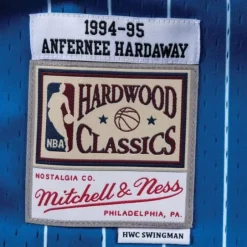 1994-95
ANFERNEE HARDAWAY
HARDWOOD
NBA
CLASSICS
NOSTALGIA CO.
Mitchell & Ness
PHILADELPHIA, PA.
HWC SWINGMAN